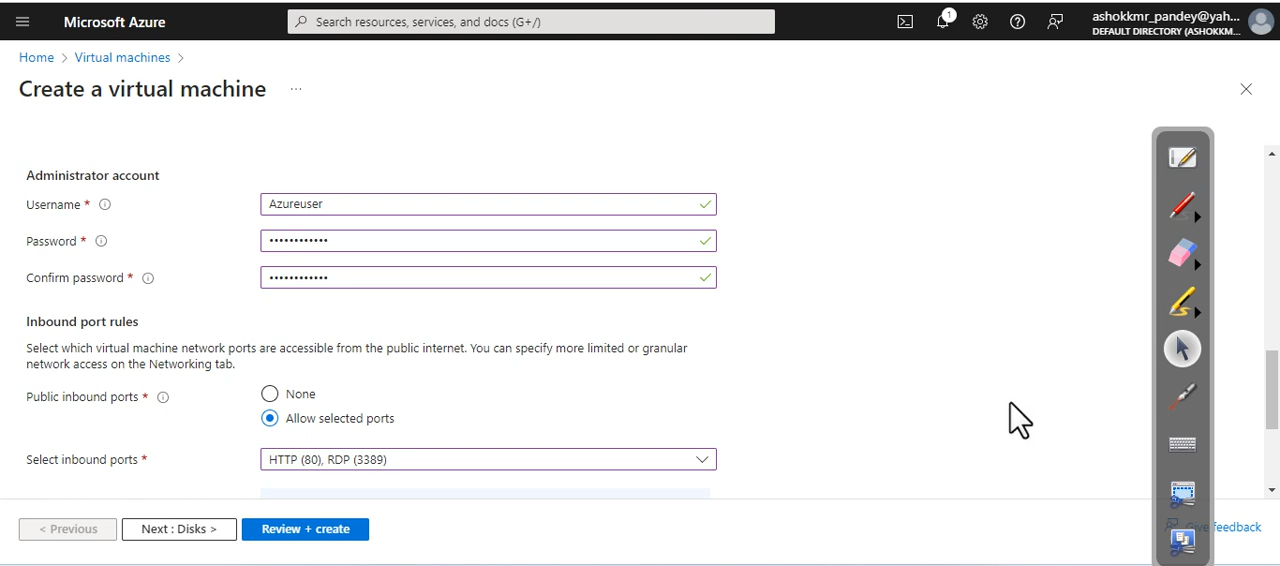 Microsoft Azure
Search resources, services, and docs (G+/)
1
ashokkmr_pandey@yah...
DEFAULT DIRECTORY (ASHOKKM...
Home > Virtual machines >
Create a virtual machine ...
Administrator account
Username *
Azureuser
Password *
••••••••••••
Confirm password *
••••••••••••
Inbound port rules
Select which virtual machine network ports are accessible from the public internet. You can specify more limited or granular
network access on the Networking tab.
Public inbound ports *
None
Allow selected ports
Select inbound ports *
HTTP (80), RDP (3389)
< Previous
Next : Disks >
Review + create
Give feedback